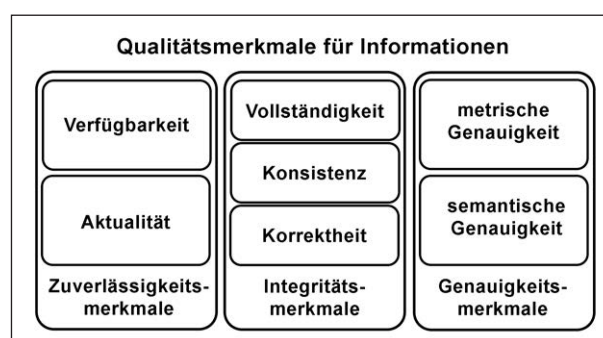 Qualitätsmerkmale für Informationen
Verfügbarkeit
Aktualität
Zuverlässigkeits-
merkmale
Vollständigkeit
Konsistenz
Korrektheit
Integritäts-
merkmale
metrische
Genauigkeit
semantische
Genauigkeit
Genauigkeits-
merkmale